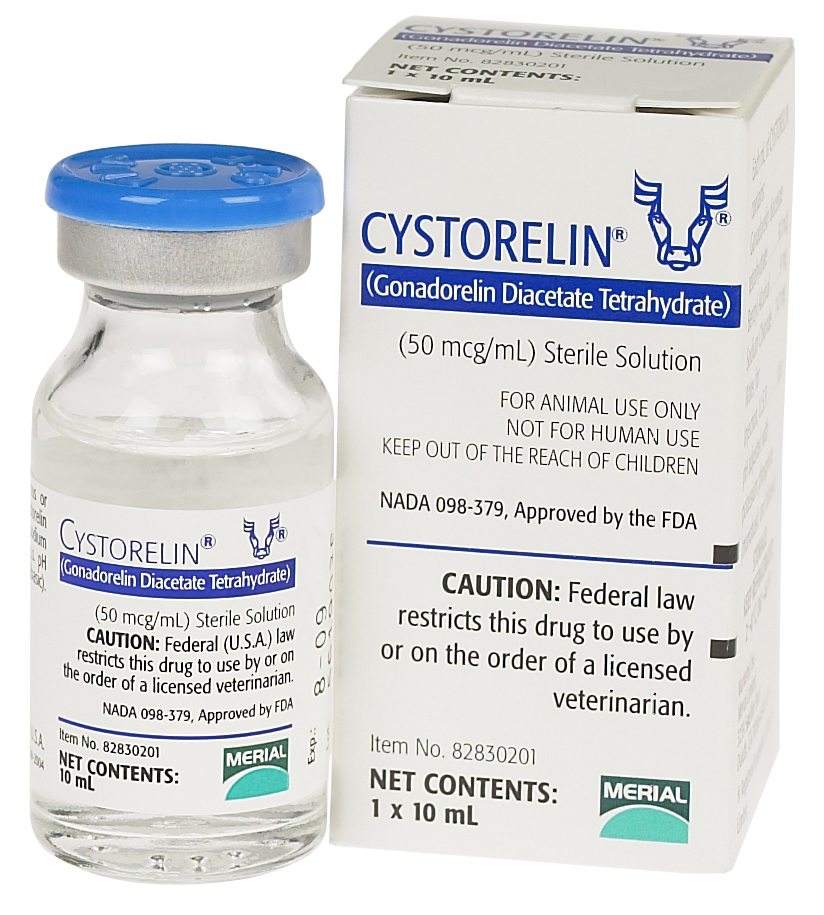 CYSTORELIN®
(Gonadorelin Diacetate Tetrahydrate)
(50 mcg/mL) Sterile Solution
Item No. 82830201
NET CONTENTS:
1 x 10 mL
CYSTORELIN®
(Gonadorelin Diacetate Tetrahydrate)
(50 mcg/mL) Sterile Solution
FOR ANIMAL USE ONLY
NOT FOR HUMAN USE
KEEP OUT OF THE REACH OF CHILDREN
NADA 098-379, Approved by the FDA
CAUTION: Federal law
restricts this drug to use by
or on the order of a licensed
veterinarian.
Item No. 82830201
NET CONTENTS:
1 x 10 mL
MERIAL
CYSTORELIN®
(Gonadorelin Diacetate Tetrahydrate)
(50 mcg/mL) Sterile Solution
CAUTION: Federal (U.S.A.) law
restricts this drug to use by or on
the order of a licensed veterinarian.
NADA 098-379, Approved by FDA
Item No. 82830201
NET CONTENTS:
10 mL
MERIAL
Exp.: 8-09